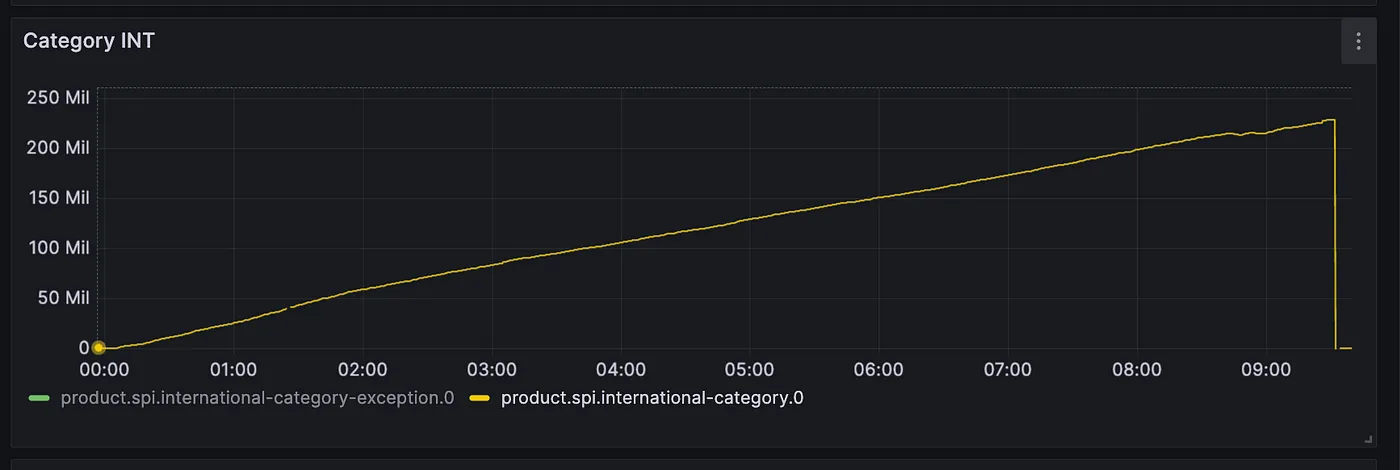 Category INT
250 Mil
200 Mil
150 Mil
100 Mil
50 Mil
0
00:00 01:00 02:00 03:00 04:00 05:00 06:00 07:00 08:00 09:00
product.spi.international-category-exception.0 product.spi.international-category.0